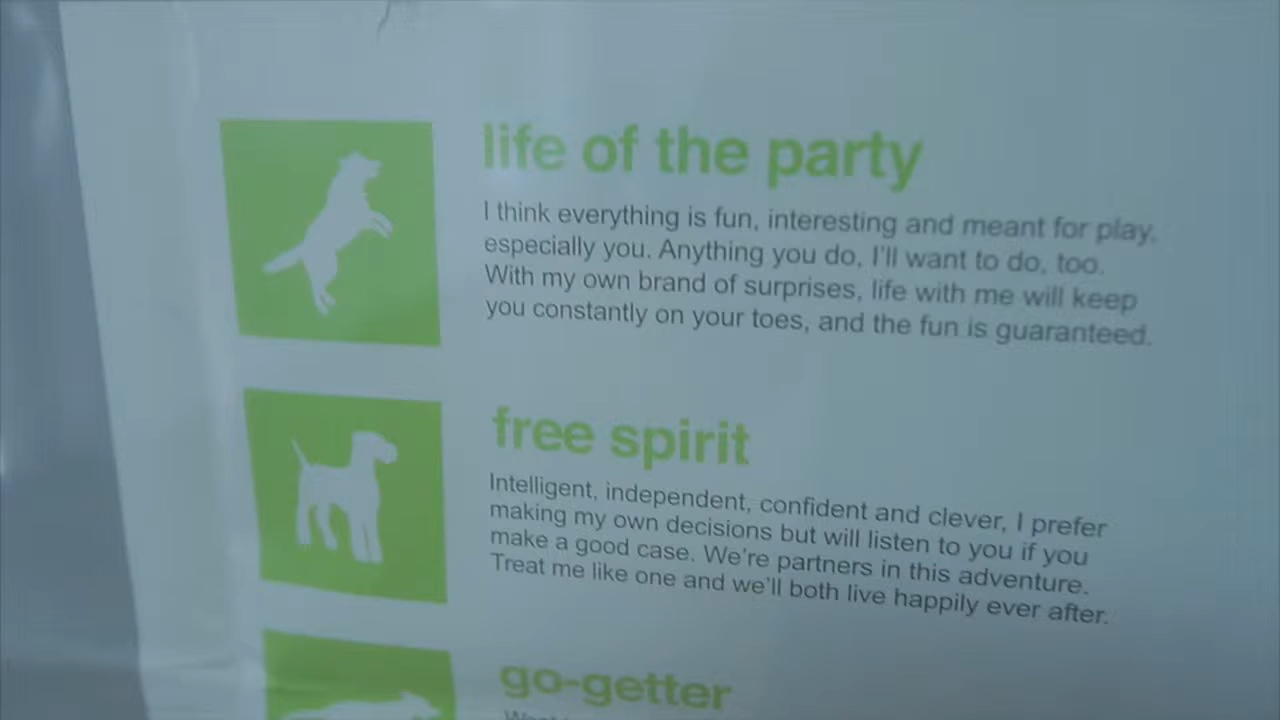 life of the party
I think everything is fun, interesting and meant for play,
especially you. Anything you do, I'll want to do, too.
With my own brand of surprises, life with me will keep
you constantly on your toes, and the fun is guaranteed.
free spirit
Intelligent, independent, confident and clever, I prefer
making my own decisions but will listen to you if you
make a good case. We're partners in this adventure.
Treat me like one and we'll both live happily ever after.
go-getter